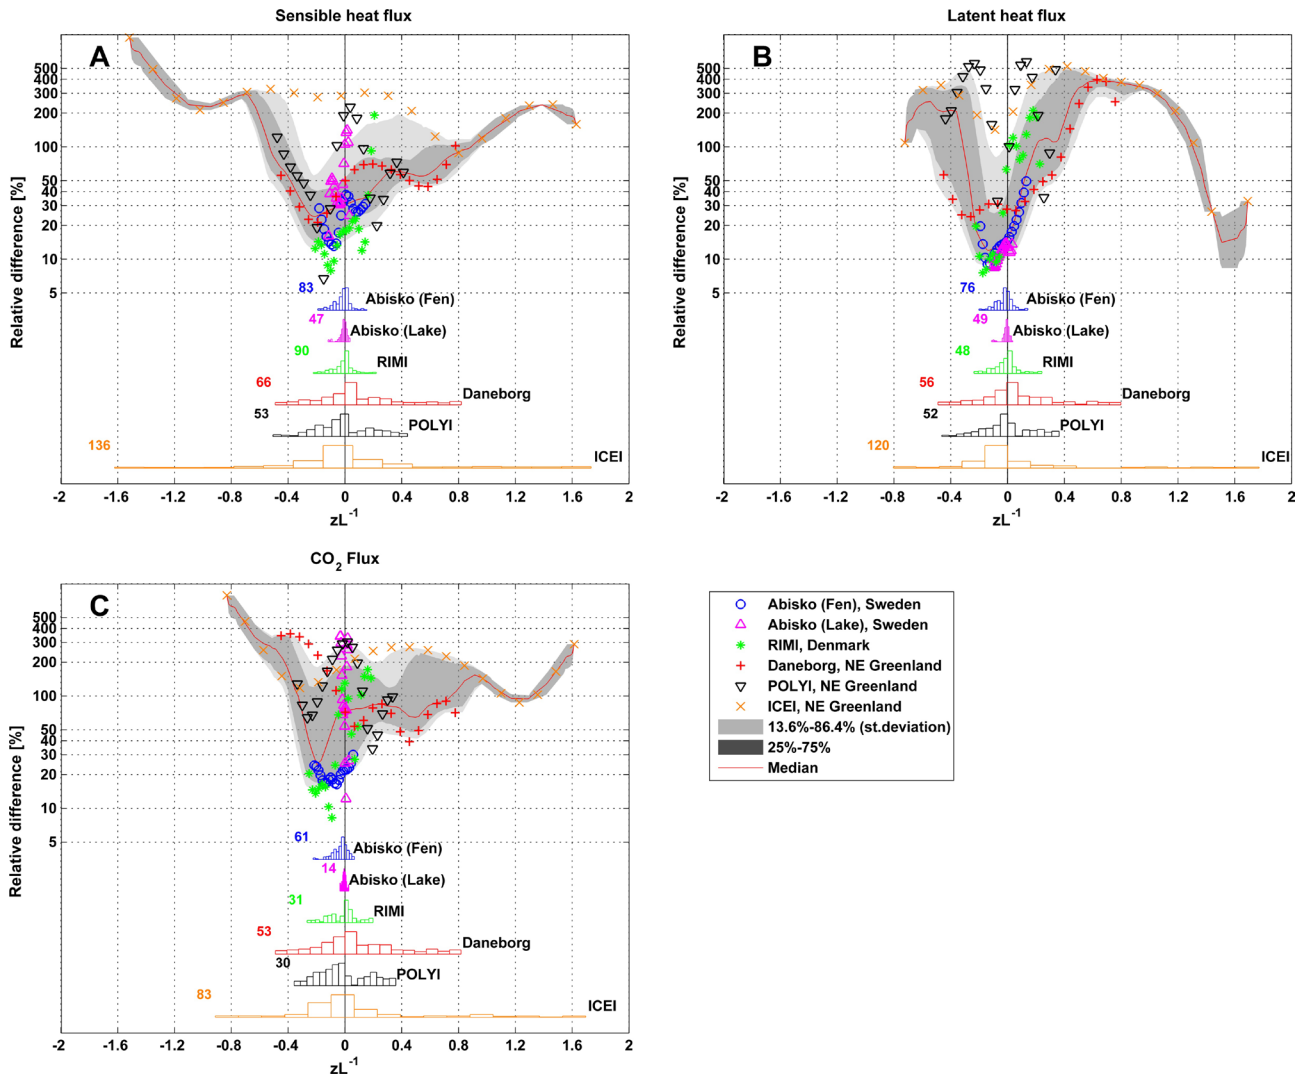 Sensible heat flux
A
Relative difference [%]
500
400
300
200
100
50
40
30
20
10
5
83
Abisko (Fen)
47
Abisko (Lake)
90
RIMI
66
Daneborg
53
POLYI
136
ICEI
-2 -1.6 -1.2 -0.8 -0.4 0 0.4 0.8 1.2 1.6 2
zL-1
Latent heat flux
B
Relative difference [%]
500
400
300
200
100
50
40
30
20
10
5
76
Abisko (Fen)
49
Abisko (Lake)
48
RIMI
56
Daneborg
52
POLYI
120
ICEI
-2 -1.6 -1.2 -0.8 -0.4 0 0.4 0.8 1.2 1.6 2
zL-1
CO2 Flux
C
Relative difference [%]
500
400
300
200
100
50
40
30
20
10
5
61
Abisko (Fen)
14
Abisko (Lake)
31
RIMI
53
Daneborg
30
POLYI
83
ICEI
-2 -1.6 -1.2 -0.8 -0.4 0 0.4 0.8 1.2 1.6 2
zL-1
Abisko (Fen), Sweden
Abisko (Lake), Sweden
RIMI, Denmark
Daneborg, NE Greenland
POLYI, NE Greenland
ICEI, NE Greenland
13.6%-86.4% (st.deviation)
25%-75%
Median